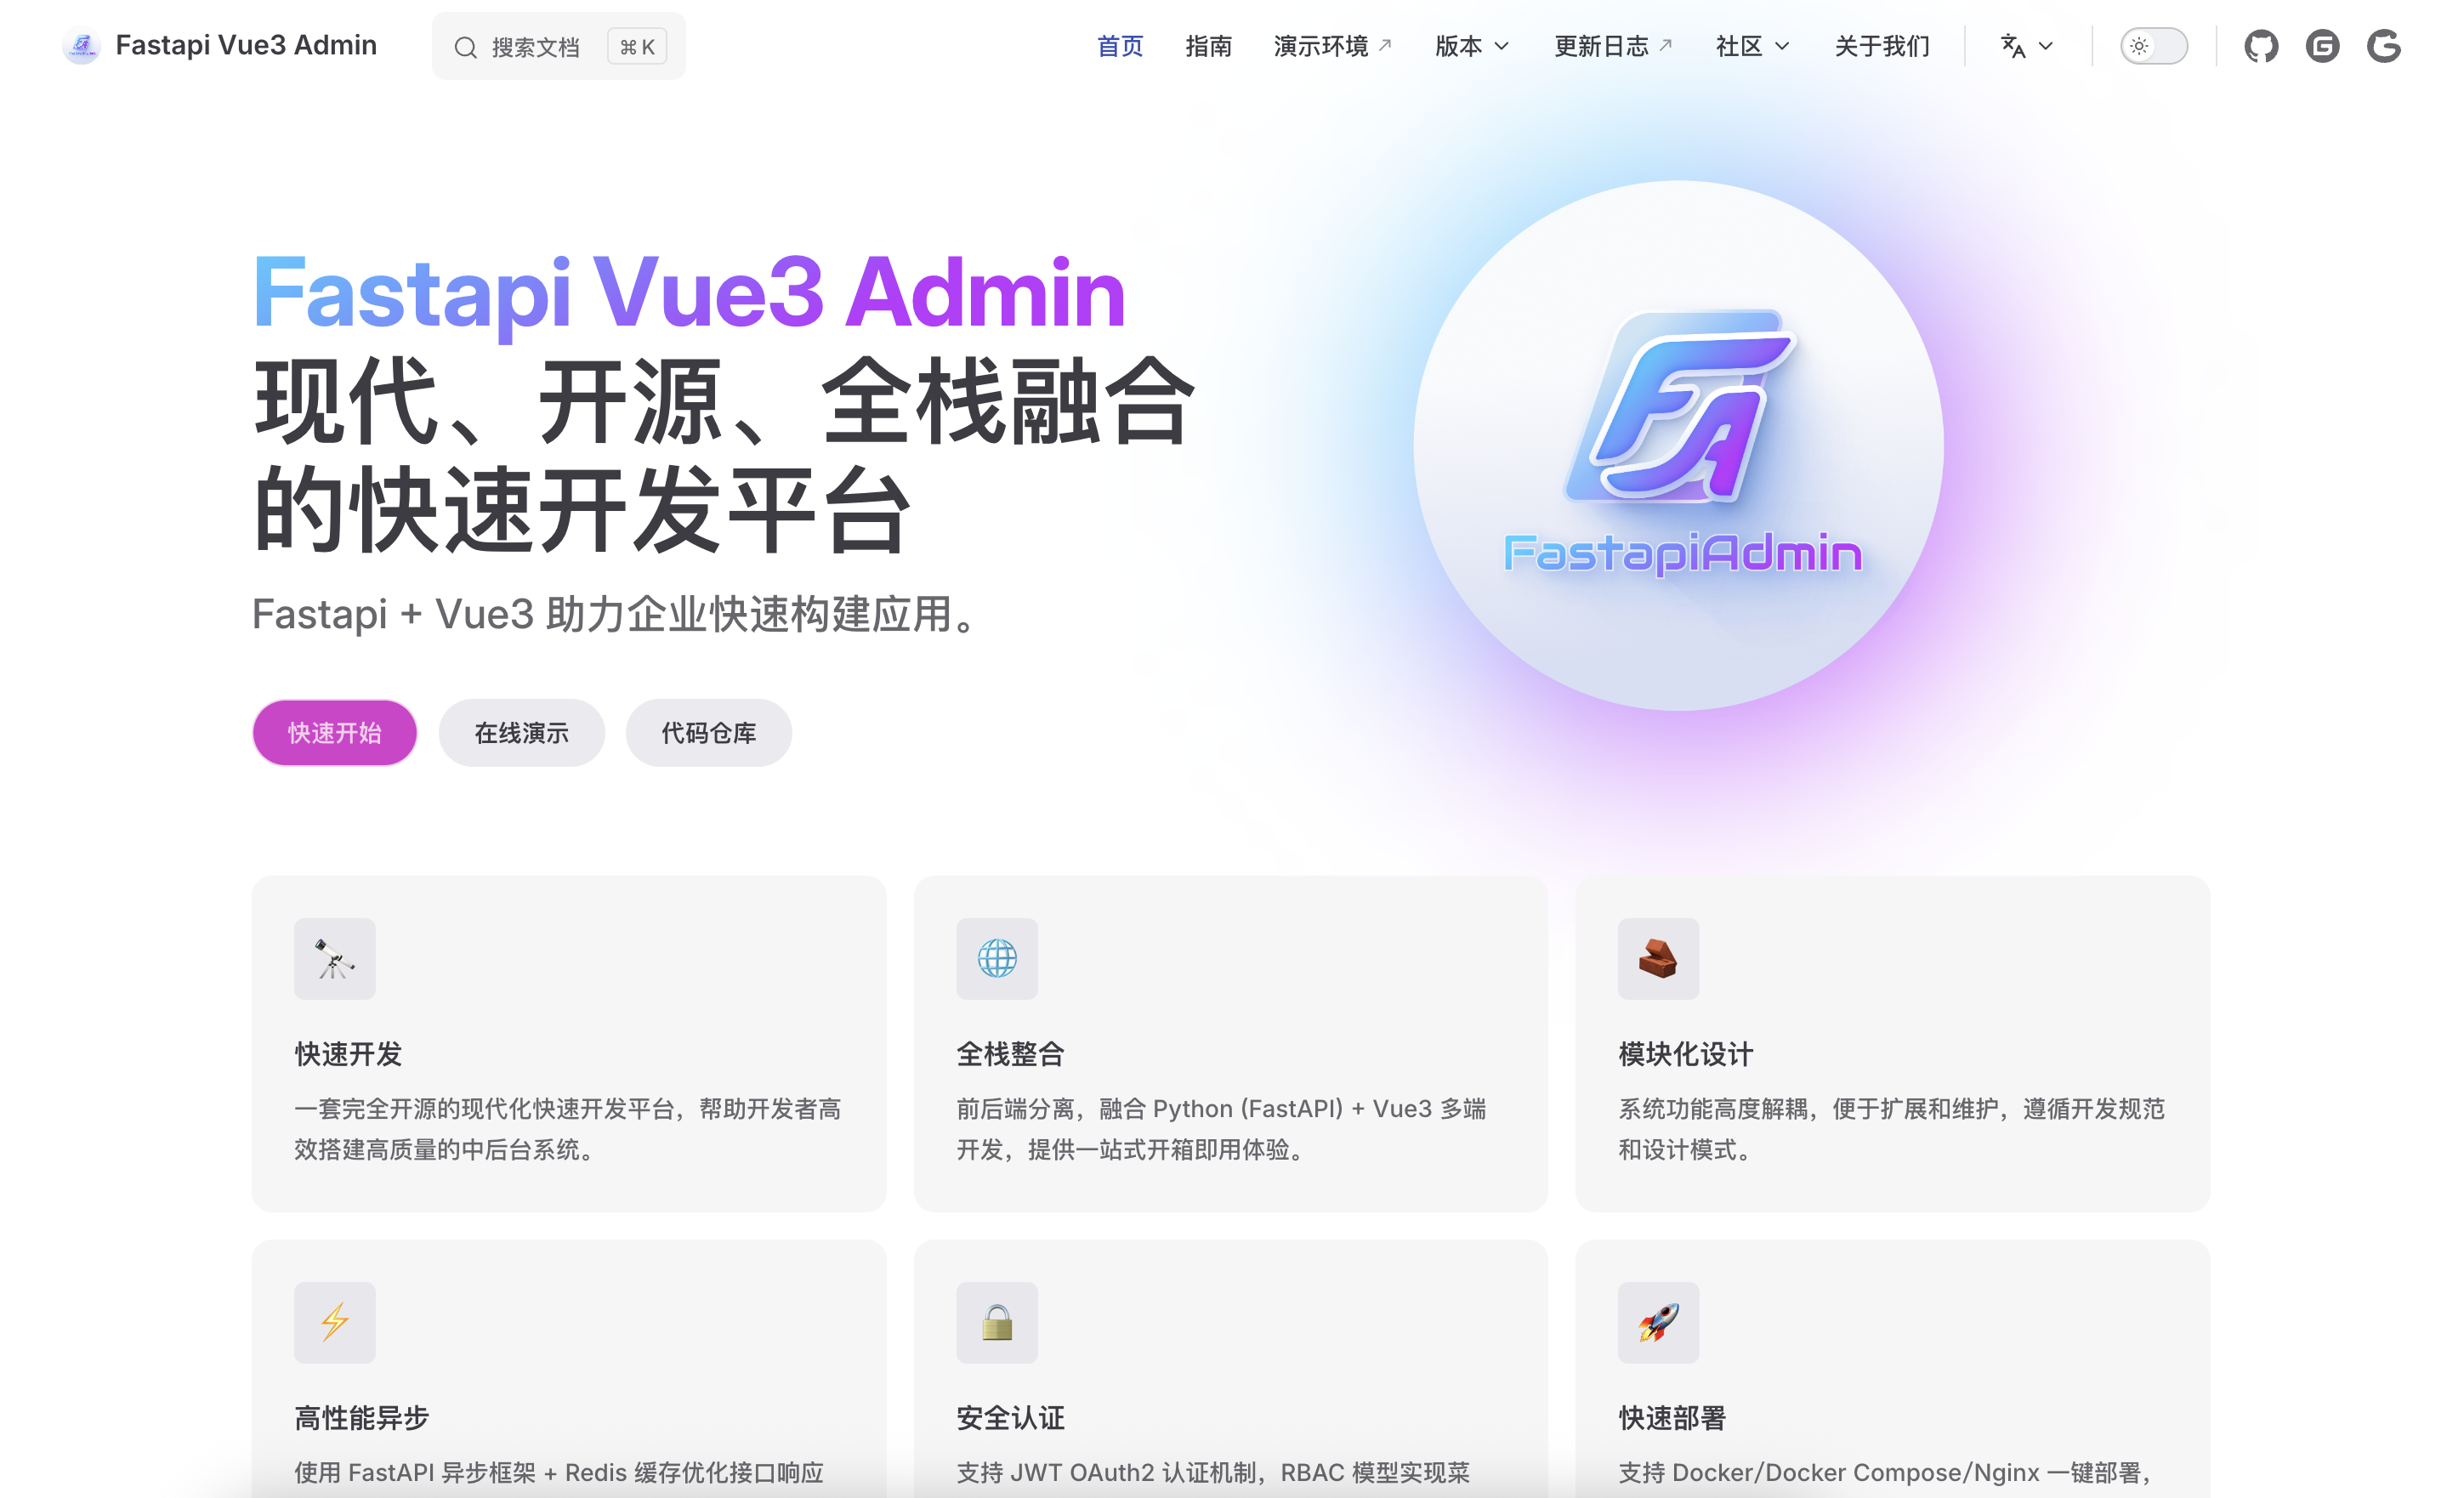 Fastapi Vue3 Admin
搜索文档
⌘ K
首页
指南
演示环境
版本
更新日志
社区
关于我们
Fastapi Vue3 Admin
现代、开源、全栈融合
的快速开发平台
Fastapi + Vue3 助力企业快速构建应用。
快速开始
在线演示
代码仓库
FA
FastapiAdmin
快速开发
一套完全开源的现代化快速开发平台，帮助开发者高
效搭建高质量的中后台系统。
全栈整合
前后端分离，融合 Python (FastAPI) + Vue3 多端
开发，提供一站式开箱即用体验。
模块化设计
系统功能高度解耦，便于扩展和维护，遵循开发规范
和设计模式。
高性能异步
使用 FastAPI 异步框架 + Redis 缓存优化接口响应
安全认证
支持 JWT OAuth2 认证机制，RBAC 模型实现菜
快速部署
支持 Docker/Docker Compose/Nginx 一键部署，